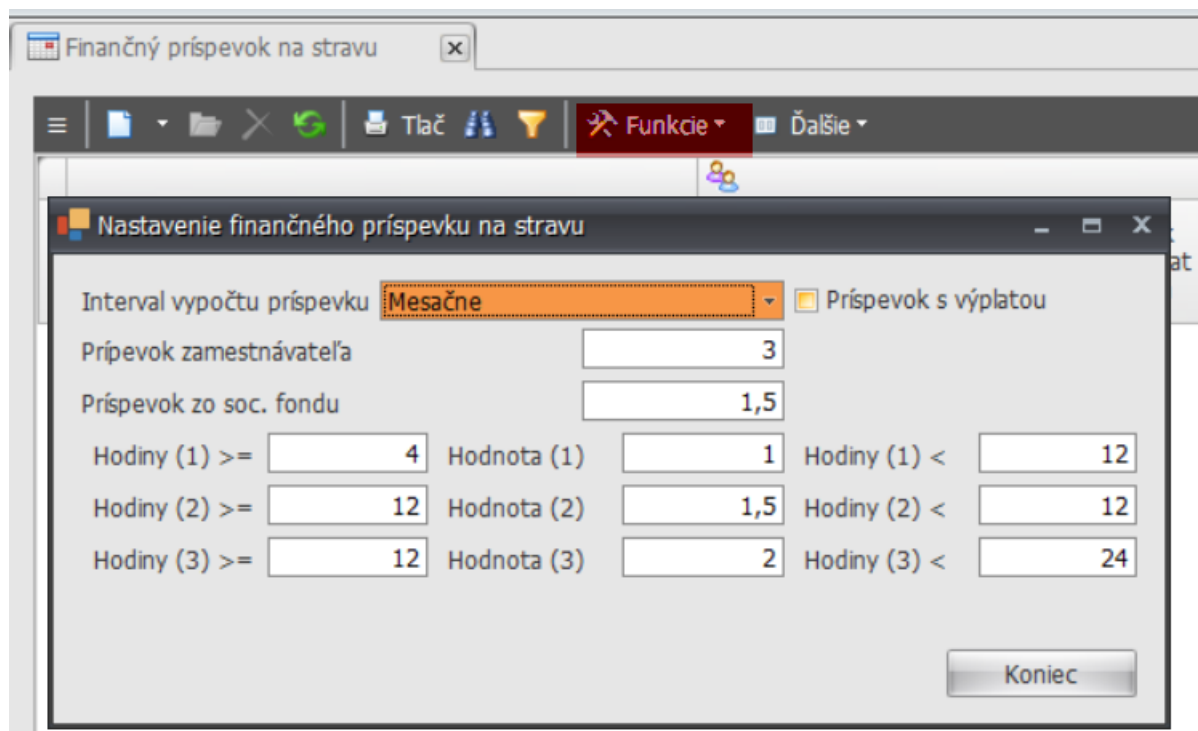 Finančný príspevok na stravu
Tlač Funkcie Ďalšie
Nastavenie finančného príspevku na stravu
at
Interval vypočtu príspevku Mesačne Príspevok s výplatou
Prípevok zamestnávateľa 3
Príspevok zo soc. fondu 1,5
Hodiny (1) >= 4 Hodnota (1) 1 Hodiny (1) < 12
Hodiny (2) >= 12 Hodnota (2) 1,5 Hodiny (2) < 12
Hodiny (3) >= 12 Hodnota (3) 2 Hodiny (3) < 24
Koniec